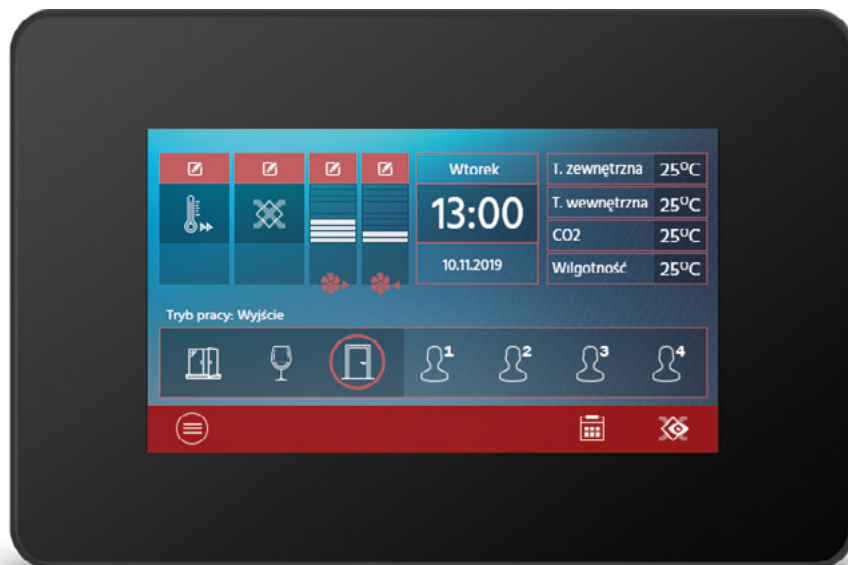 Wtorek
13:00
10.11.2019
T. zewnętrzna 25°C
T. wewnętrzna 25°C
CO2 25°C
Wilgotność 25°C
Tryb pracy: Wyjście
1 2 3 4